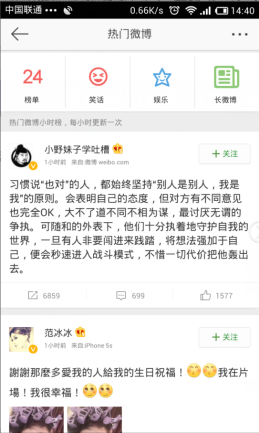 中国联通 0.66K/s 14:40
热门微博
24
榜单 笑话 娱乐 长微博
热门微博小时榜，每小时更新一次
小野妹子学吐槽
1小时前 来自 微博 weibo.com
+关注
习惯说“也对”的人，都始终坚持“别人是别人，我是
我”的原则。会表明自己的态度，但对方有不同意见
也完全OK，大不了道不同不相为谋，最讨厌无谓的
争执。可随和的外表下，他们十分执着地守护自我的
世界，一旦有人非要闯进来践踏，将想法强加于自
己，便会秒速进入战斗模式，不惜一切代价把他轰出
去。
6859 699 1577
范冰冰
1小时前 来自 iPhone 5s
+关注
謝謝那麼多愛我的人給我的生日祝福！我在片
場！我很幸福！